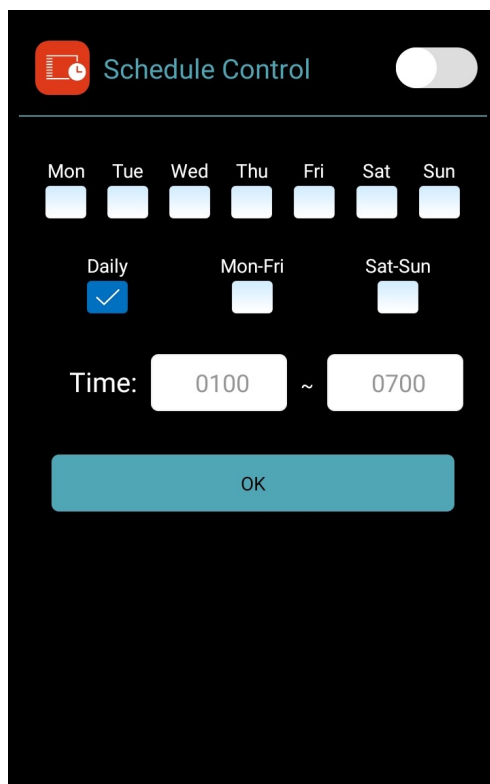 Schedule Control
Mon Tue Wed Thu Fri Sat Sun
Daily Mon-Fri Sat-Sun
Time: 0100 ~ 0700
OK